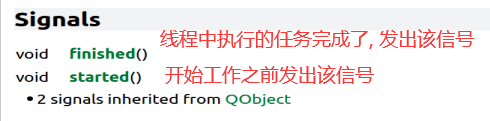 Signals
线程中执行的任务完成了, 发出该信号
void finished()
void started() 开始工作之前发出该信号
• 2 signals inherited from QObject